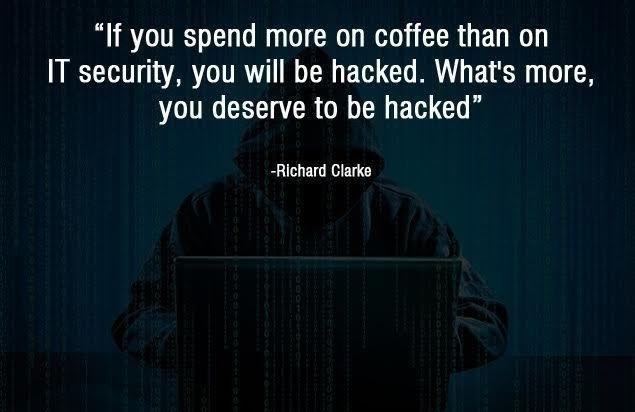 “If you spend more on coffee than on
IT security, you will be hacked. What's more,
you deserve to be hacked”
-Richard Clarke